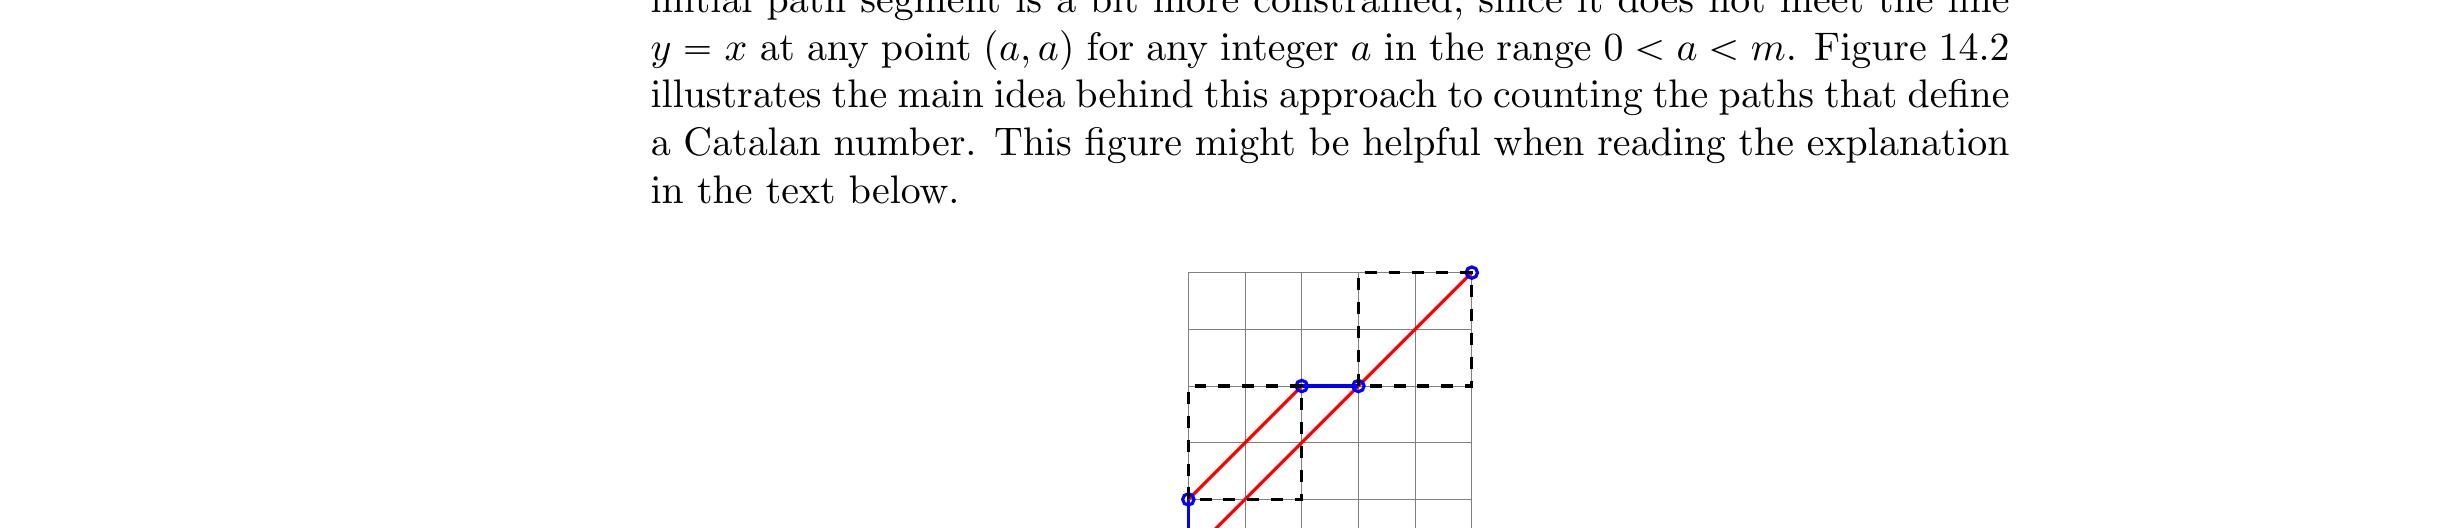 initial path segment is a bit more constrained, since it does not meet the line
y = x at any point (a, a) for any integer a in the range 0 < a < m. Figure 14.2
illustrates the main idea behind this approach to counting the paths that define
a Catalan number. This figure might be helpful when reading the explanation
in the text below.